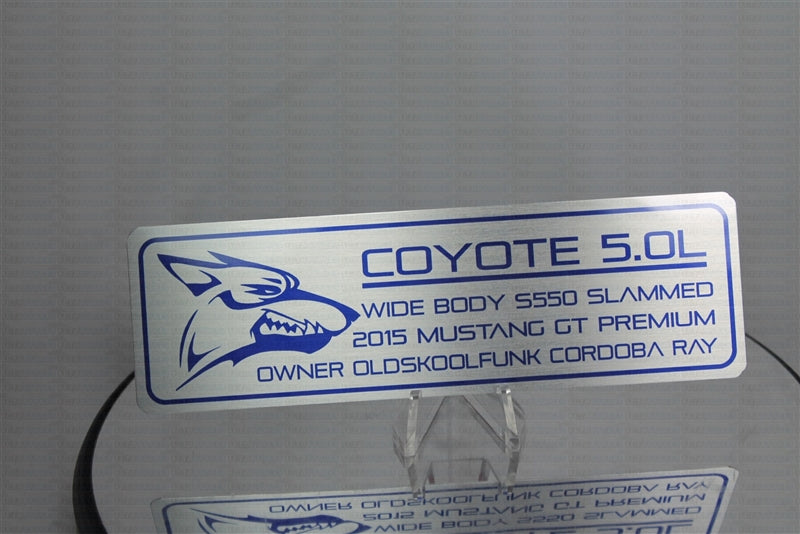 COYOTE 5.0L
WIDE BODY S550 SLAMMED
2015 MUSTANG GT PREMIUM
OWNER OLDSKOOLFUNK CORDOBA RAY